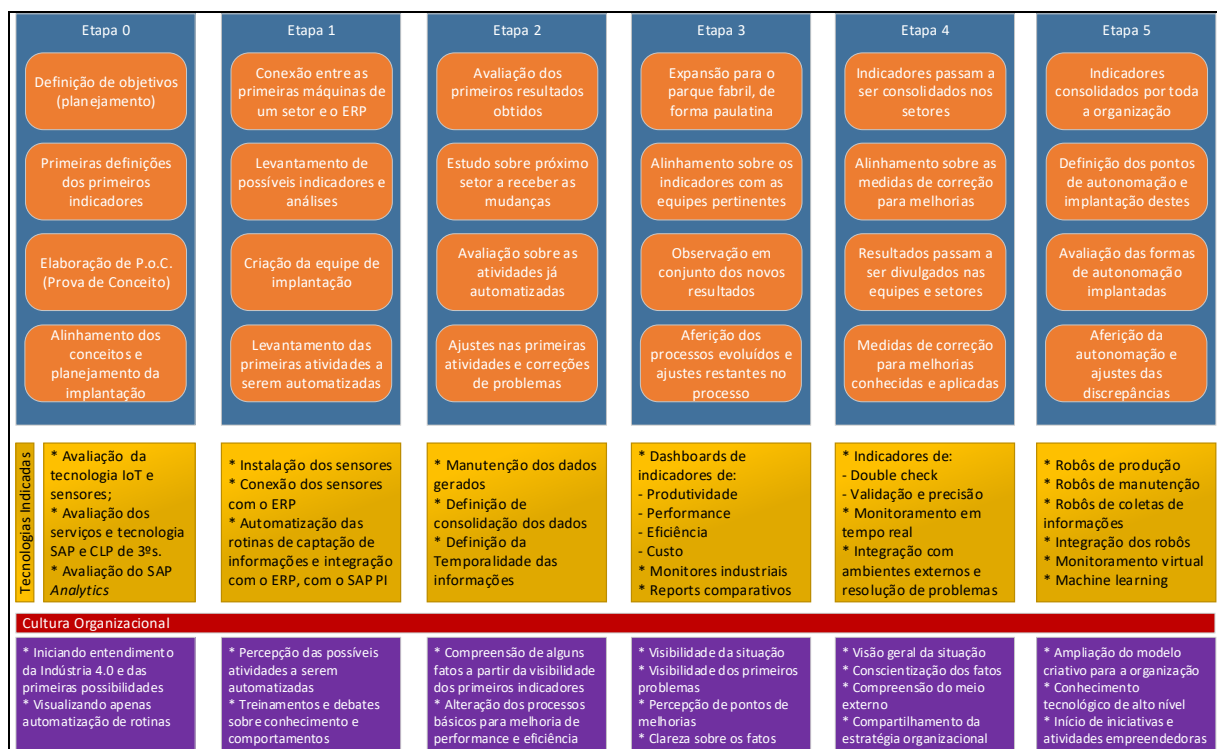 Etapa 0
Definição de objetivos
(planejamento)
Primeiras definições
dos primeiros
indicadores
Elaboração de P.o.C.
(Prova de Conceito)
Alinhamento dos
conceitos e
planejamento da
implantação
Etapa 1
Conexão entre as
primeiras máquinas de
um setor e o ERP
Levantamento de
possíveis indicadores e
análises
Criação da equipe de
implantação
Levantamento das
primeiras atividades a
serem automatizadas
Etapa 2
Avaliação dos
primeiros resultados
obtidos
Estudo sobre próximo
setor a receber as
mudanças
Avaliação sobre as
atividades já
automatizadas
Ajustes nas primeiras
atividades e correções
de problemas
Etapa 3
Expansão para o
parque fabril, de
forma paulatina
Alinhamento sobre os
indicadores com as
equipes pertinentes
Observação em
conjunto dos novos
resultados
Aferição dos
processos evoluídos e
ajustes restantes no
processo
Etapa 4
Indicadores passam a
ser consolidados nos
setores
Alinhamento sobre as
medidas de correção
para melhorias
Resultados passam a
ser divulgados nas
equipes e setores
Medidas de correção
para melhorias
conhecidas e aplicadas
Etapa 5
Indicadores
consolidados por toda
a organização
Definição dos pontos
de autonomação e
implantação destes
Avaliação das formas
de autonomação
implantadas
Aferição da
autonomação e
ajustes das
discrepâncias
Tecnologias Indicadas
* Avaliação da
tecnologia IoT e
sensores;
* Avaliação dos
serviços e tecnologia
SAP e CLP de 3ºs.
* Avaliação do SAP
Analytics
* Instalação dos sensores
* Conexão dos sensores
com o ERP
* Automatização das
rotinas de captação de
informações e integração
com o ERP, com o SAP PI
* Manutenção dos dados
gerados
* Definição de
consolidação dos dados
* Definição da
Temporalidade das
informações
* Dashboards de
indicadores de:
- Produtividade
- Performance
- Eficiência
- Custo
* Monitores industriais
* Reports comparativos
* Indicadores de:
- Double check
- Validação e precisão
* Monitoramento em
tempo real
* Integração com
ambientes externos e
resolução de problemas
* Robôs de produção
* Robôs de manutenção
* Robôs de coletas de
informações
* Integração dos robôs
* Monitoramento virtual
* Machine learning
Cultura Organizacional
* Iniciando entendimento
da Indústria 4.0 e das
primeiras possibilidades
* Visualizando apenas
automatização de rotinas
* Percepção das possíveis
atividades a serem
automatizadas
* Treinamentos e debates
sobre conhecimento e
comportamentos
* Compreensão de alguns
fatos a partir da visibilidade
dos primeiros indicadores
* Alteração dos processos
básicos para melhoria de
performance e eficiência
* Visibilidade da situação
* Visibilidade dos primeiros
problemas
* Percepção de pontos de
melhorias
* Clareza sobre os fatos
* Visão geral da situação
* Conscientização dos fatos
* Compreensão do meio
externo
* Compartilhamento da
estratégia organizacional
* Ampliação do modelo
criativo para a organização
* Conhecimento
tecnológico de alto nível
* Início de iniciativas e
atividades empreendedoras